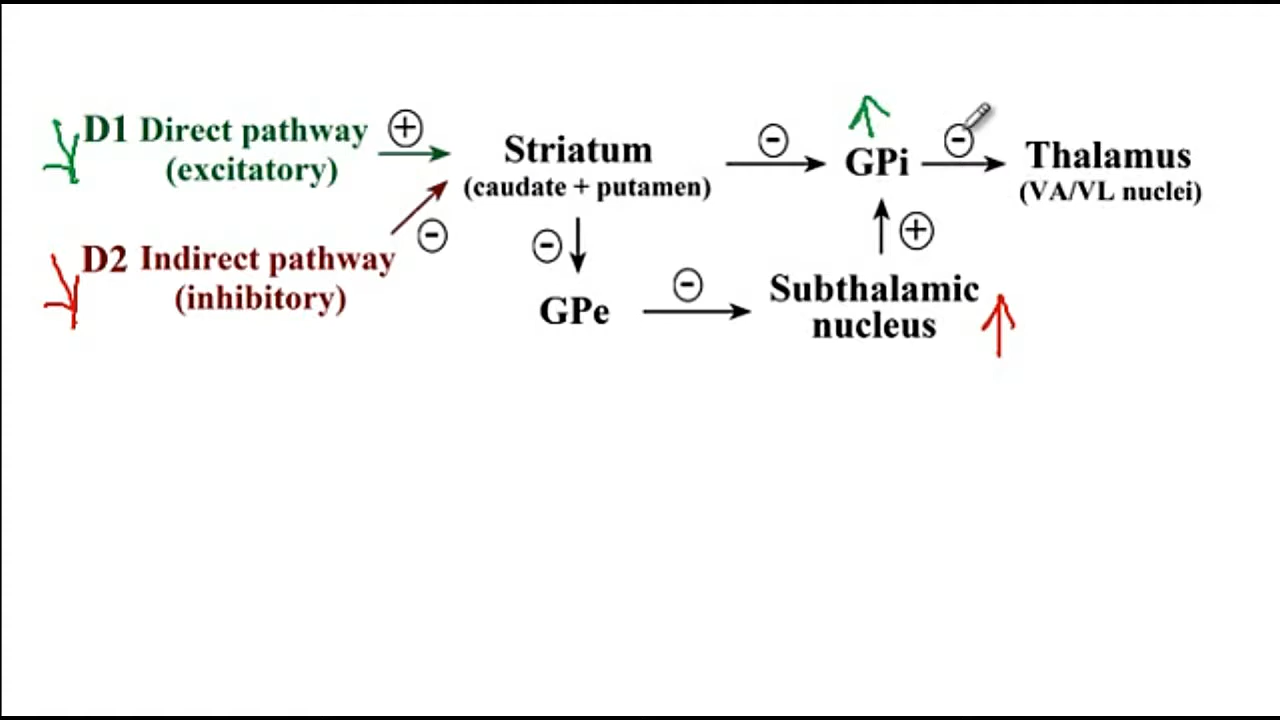 D1 Direct pathway
(excitatory)
+
Striatum
(caudate + putamen)
-
GPi
-
Thalamus
(VA/VL nuclei)
D2 Indirect pathway
(inhibitory)
-
-
GPe
-
Subthalamic
nucleus
+